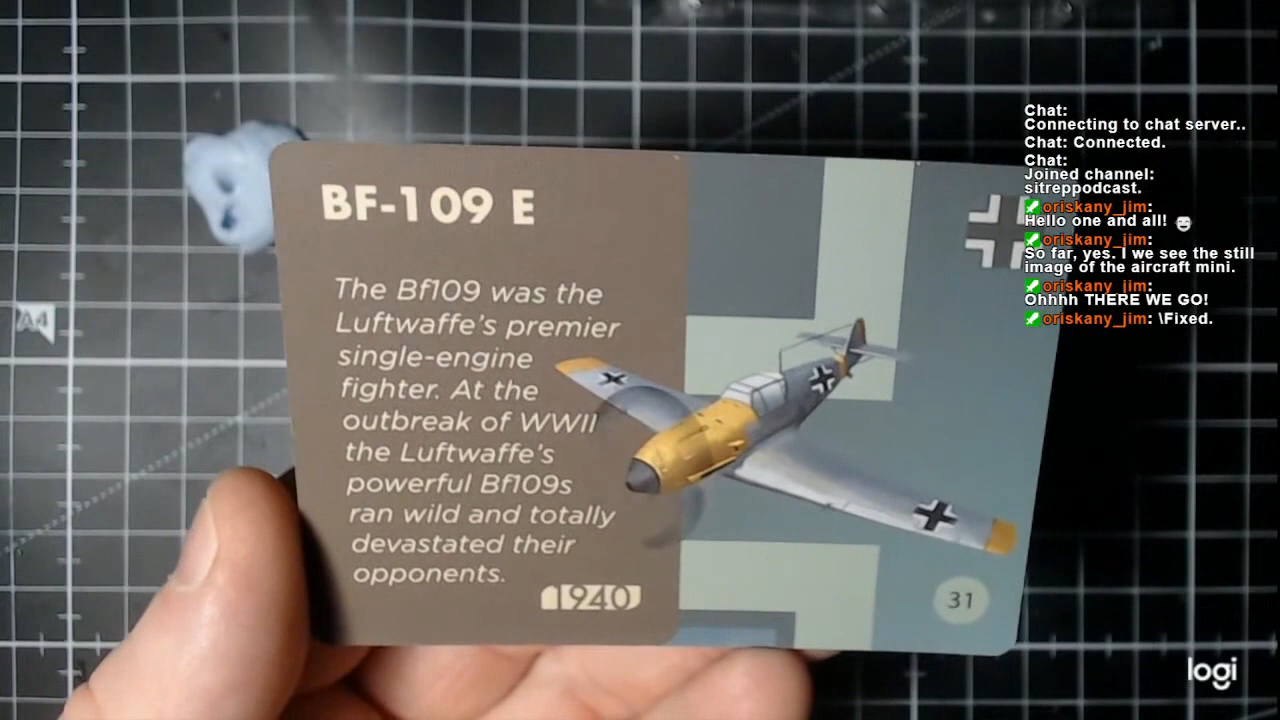 BF-109 E
The Bf109 was the
Luftwaffe's premier
single-engine
fighter. At the
outbreak of WWII
the Luftwaffe's
powerful Bf109s
ran wild and totally
devastated their
opponents.
1940
31
A4
Chat:
Connecting to chat server..
Chat: Connected.
Chat:
Joined channel:
sitreppodcast.
oriskany_jim:
Hello one and all!
oriskany_jim:
So far, yes. I we see the still
image of the aircraft mini.
oriskany_jim:
Ohhhh THERE WE GO!
oriskany_jim: \Fixed.
logi